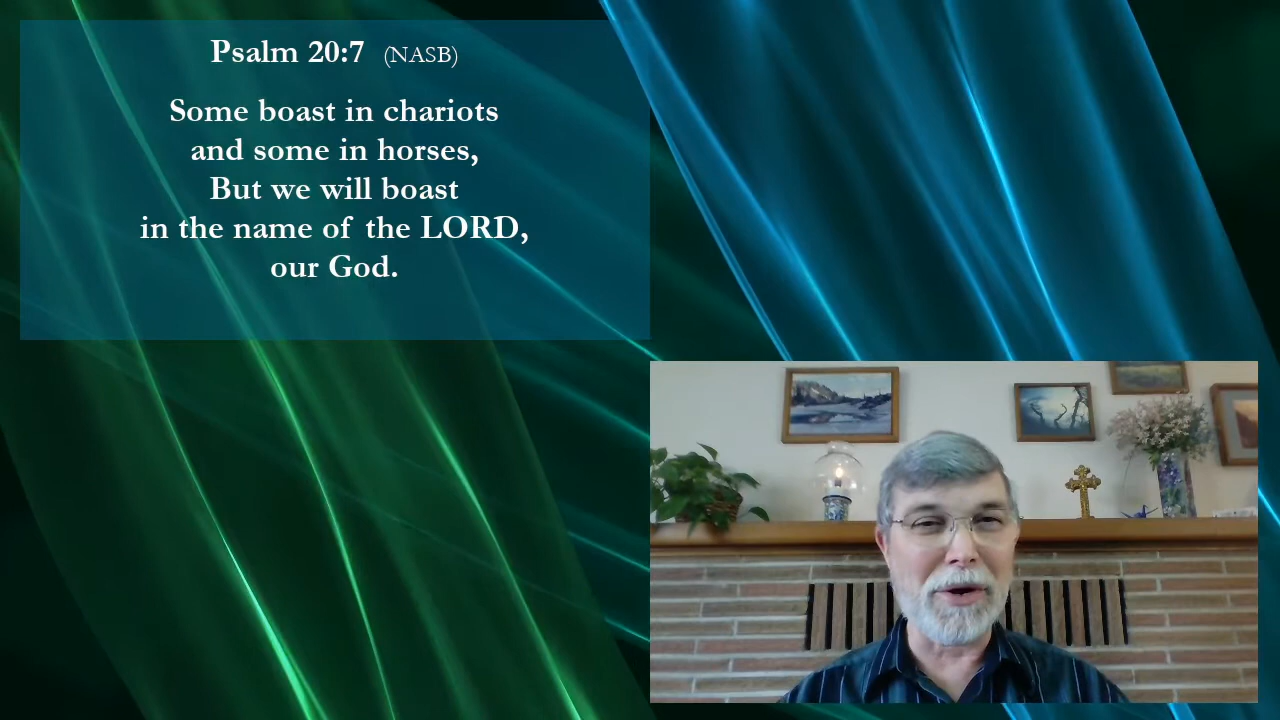 Psalm 20:7 (NASB)
Some boast in chariots
and some in horses,
But we will boast
in the name of the LORD,
our God.